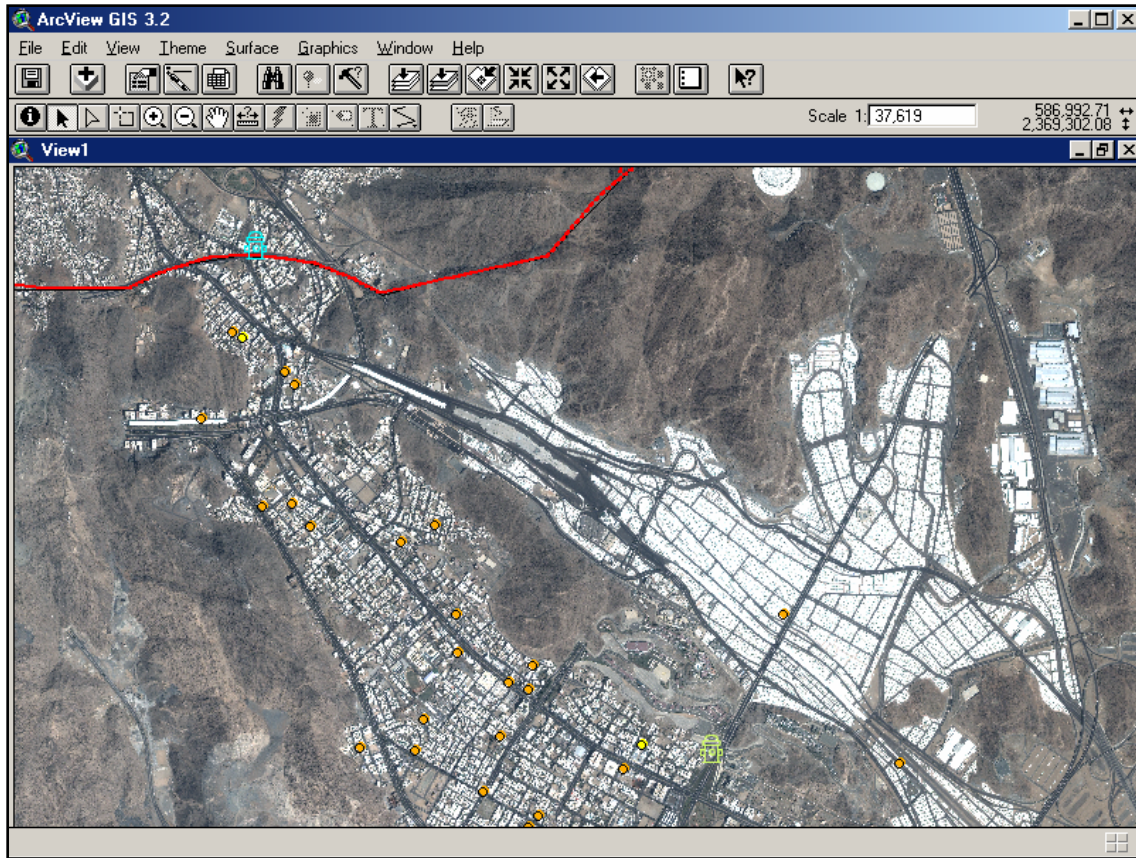 ArcView GIS 3.2
File Edit View Theme Surface Graphics Window Help
Scale 1: 37,619
586,992.71
2,369,302.08
View1